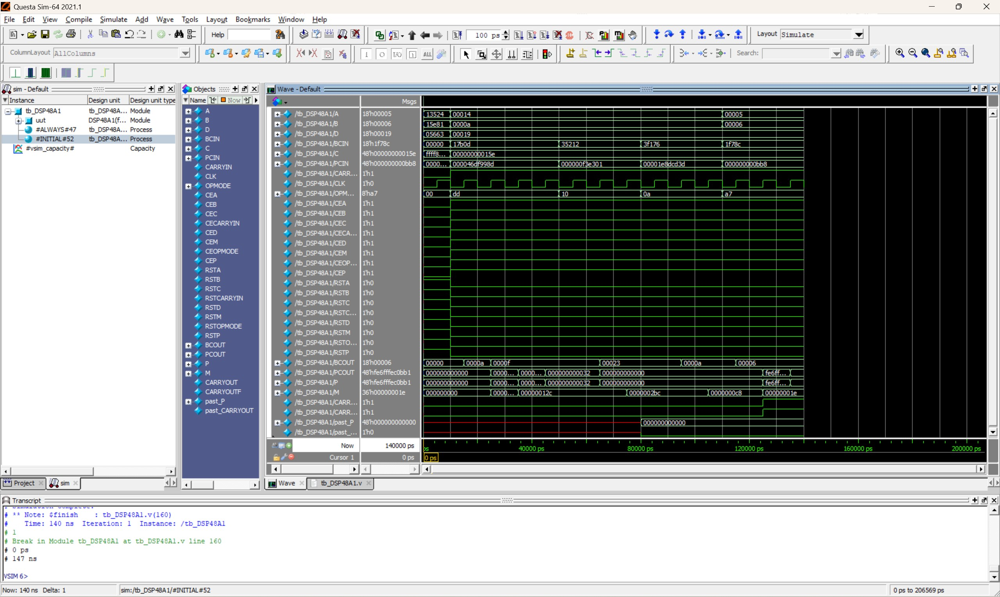 Questa Sim-64 2021.1
File Edit View Compile Simulate Add Wave Tools Layout Bookmarks Window Help
Help 100 ps Layout Simulate
ColumnLayout AllColumns Search:
sim - Default
Instance Design unit Design unit type
tb_DSP48A1 tb_DSP48A... Module
uut DSP48A1(f... Module
#ALWAYS#47 tb_DSP48A... Process
#INITIAL#52 tb_DSP48A... Process
#vsim_capacity# Capacity
Project sim
Objects
Name Now
A
B
D
BCIN
C
PCIN
CARRYIN
CLK
OPMODE
CEA
CEB
CEC
CECARRYIN
CED
CEM
CEOPMODE
CEP
RSTA
RSTB
RSTC
RSTCARRYIN
RSTD
RSTM
RSTOPMODE
RSTP
BCOUT
PCOUT
P
M
CARRYOUT
CARRYOUTF
past_P
past_CARRYOUT
Wave - Default
Msgs
/tb_DSP48A1/A 18'h00005 13524 00014 00005
/tb_DSP48A1/B 18'h00006 15e81 0000a 00006
/tb_DSP48A1/D 18'h00019 05663 00019
/tb_DSP48A1/BCIN 18'h1f78c 00000 17b0d 35212 3f176 1f78c
/tb_DSP48A1/C 48'h00000000015e ffff8... 00000000015e
/tb_DSP48A1/PCIN 48'h000000000bb8 0000... 000046df998d 000000f3e301 00001e8dcd3d 000000000bb8
/tb_DSP48A1/CARR... 1'h1
/tb_DSP48A1/CLK 1'h0
/tb_DSP48A1/OPM... 8'ha7 00 dd 10 0a a7
/tb_DSP48A1/CEA 1'h1
/tb_DSP48A1/CEB 1'h1
/tb_DSP48A1/CEC 1'h1
/tb_DSP48A1/CECA... 1'h1
/tb_DSP48A1/CED 1'h1
/tb_DSP48A1/CEM 1'h1
/tb_DSP48A1/CEOP... 1'h1
/tb_DSP48A1/CEP 1'h1
/tb_DSP48A1/RSTA 1'h0
/tb_DSP48A1/RSTB 1'h0
/tb_DSP48A1/RSTC 1'h0
/tb_DSP48A1/RSTC... 1'h0
/tb_DSP48A1/RSTD 1'h0
/tb_DSP48A1/RSTM 1'h0
/tb_DSP48A1/RSTO... 1'h0
/tb_DSP48A1/RSTP 1'h0
/tb_DSP48A1/BCOUT 18'h00006 00000 0000a 0000f 00023 0000a 00006
/tb_DSP48A1/PCOUT 48'hfe6fffec0bb1 000000000000 0000... 0000... 000000000032 000000000000 fe6ff...
/tb_DSP48A1/P 48'hfe6fffec0bb1 000000000000 0000... 0000... 000000000032 000000000000 fe6ff...
/tb_DSP48A1/M 36'h00000001e 000000000 0000... 00000012c 0000002bc 0000000c8 00000001e
/tb_DSP48A1/CARR... 1'h1
/tb_DSP48A1/CARR... 1'h1
/tb_DSP48A1/past_P 48'h000000000000 000000000000
/tb_DSP48A1/past_... 1'h0
Now 140000 ps ps 40000 ps 80000 ps 120000 ps 160000 ps 200000 ps
Cursor 1 0 ps 0 ps
Wave tb_DSP48A1.v
Transcript
# ** Note: $finish : tb_DSP48A1.v(160)
# Time: 140 ns Iteration: 1 Instance: /tb_DSP48A1
# 1
# Break in Module tb_DSP48A1 at tb_DSP48A1.v line 160
# 0 ps
# 147 ns
VSIM 6>
Now: 140 ns Delta: 1 sim:/tb_DSP48A1/#INITIAL#52 0 ps to 206569 ps